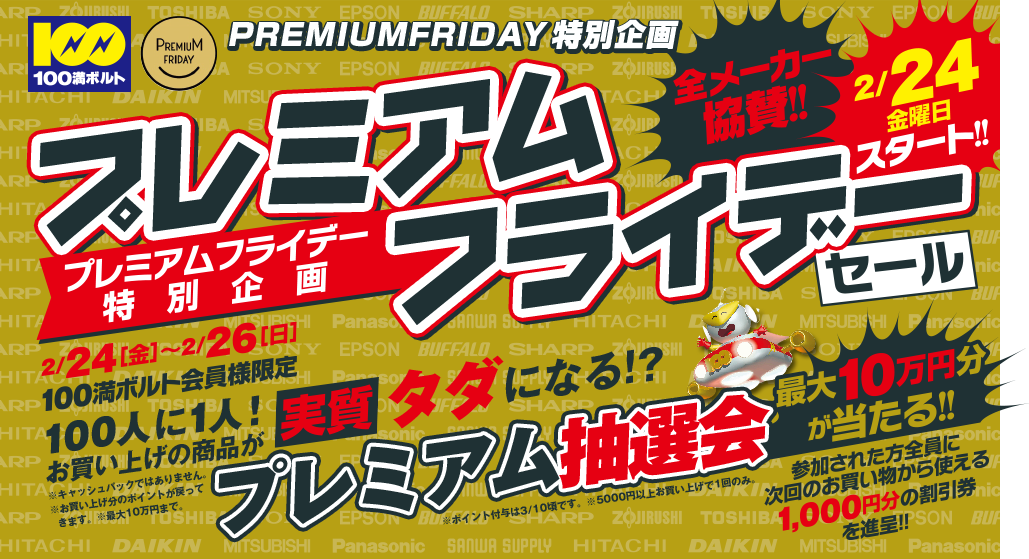 100満ボルト
PREMIUM
FRIDAY
PREMIUMFRIDAY特別企画
全メーカー
協賛!!
2/24
金曜日
スタート!!
プレミアム
フライデー
セール
プレミアムフライデー
特別企画
2/24[金]～2/26[日]
100満ボルト会員様限定
100人に1人!
お買い上げの商品が
実質タダになる!?
プレミアム抽選会
※キャッシュバックではありません。
※お買い上げ分のポイントが戻って
きます。※最大10万円まで。
※ポイント付与は3/10頃です。※5000円以上お買い上げで1回のみ。
最大10万円分
が当たる!!
参加された方全員に
次回のお買い物から使える
1,000円分の割引券
を進呈!!
SHARP ZOJIRUSHI TOSHIBA SONY EPSON BUFFALO
HITACHI DAIKIN MITSUBISHI Panasonic SANWA SUPPLY